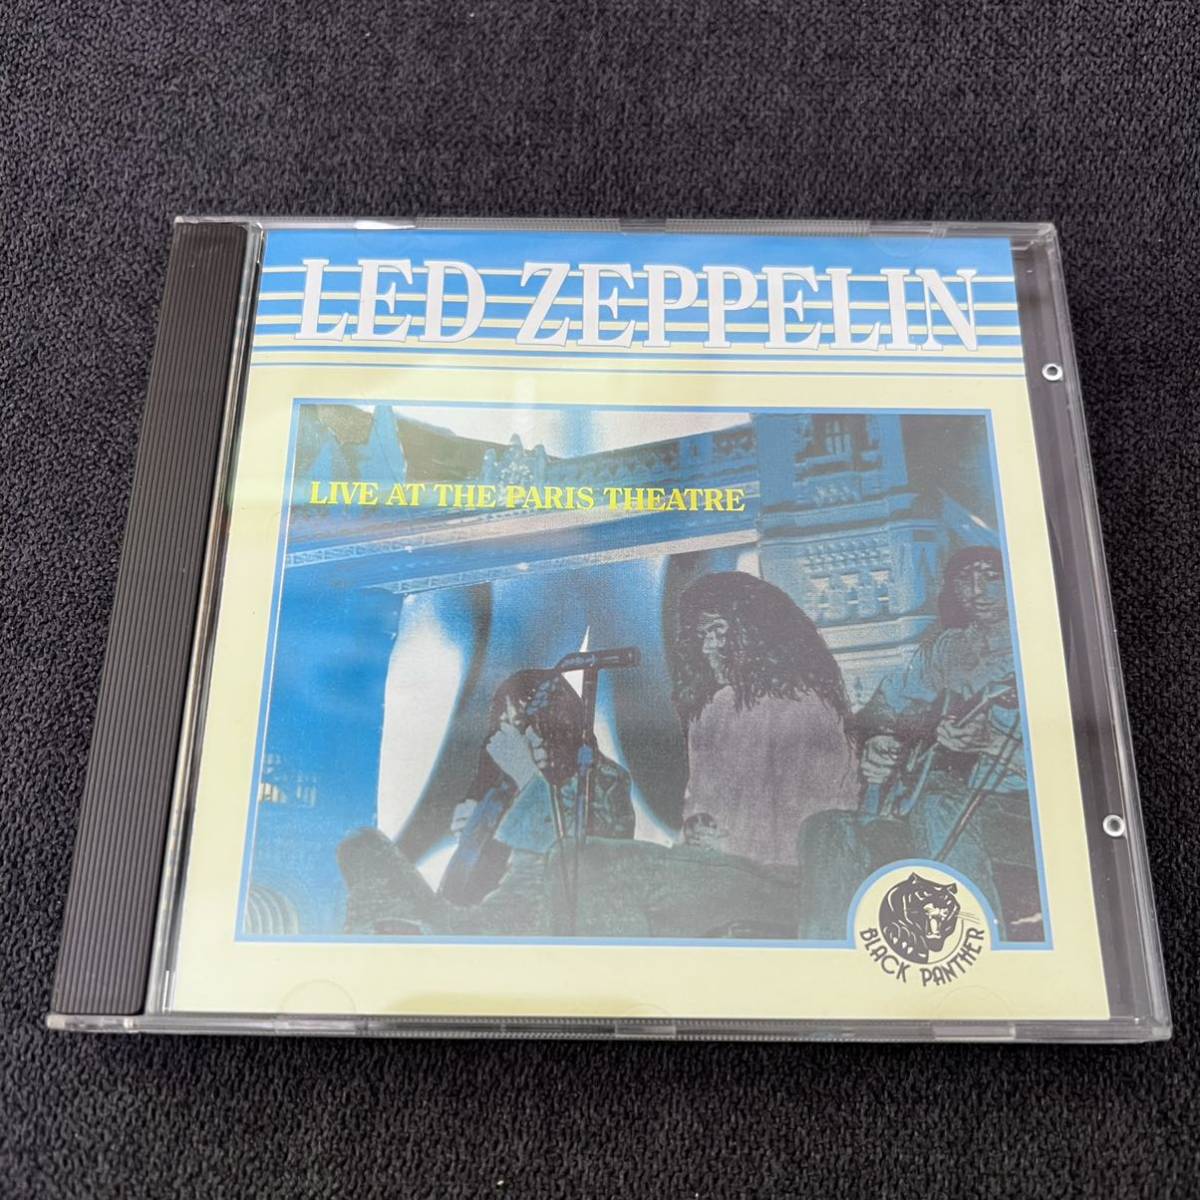 LED ZEPPELIN
LIVE AT THE PARIS THEATRE
BLACK PANTHER